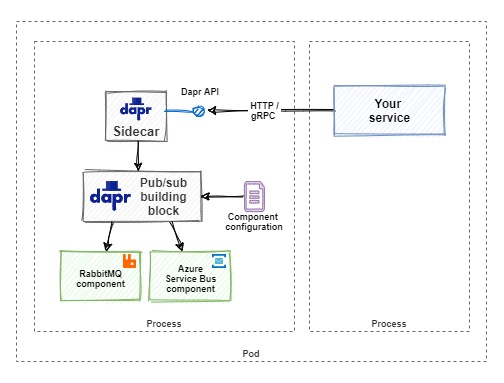 Dapr API
dapr
Sidecar
HTTP /
gRPC
Your
service
dapr
Pub/sub
building
block
Component
configuration
RabbitMQ
component
Azure
Service Bus
component
Process
Process
Pod